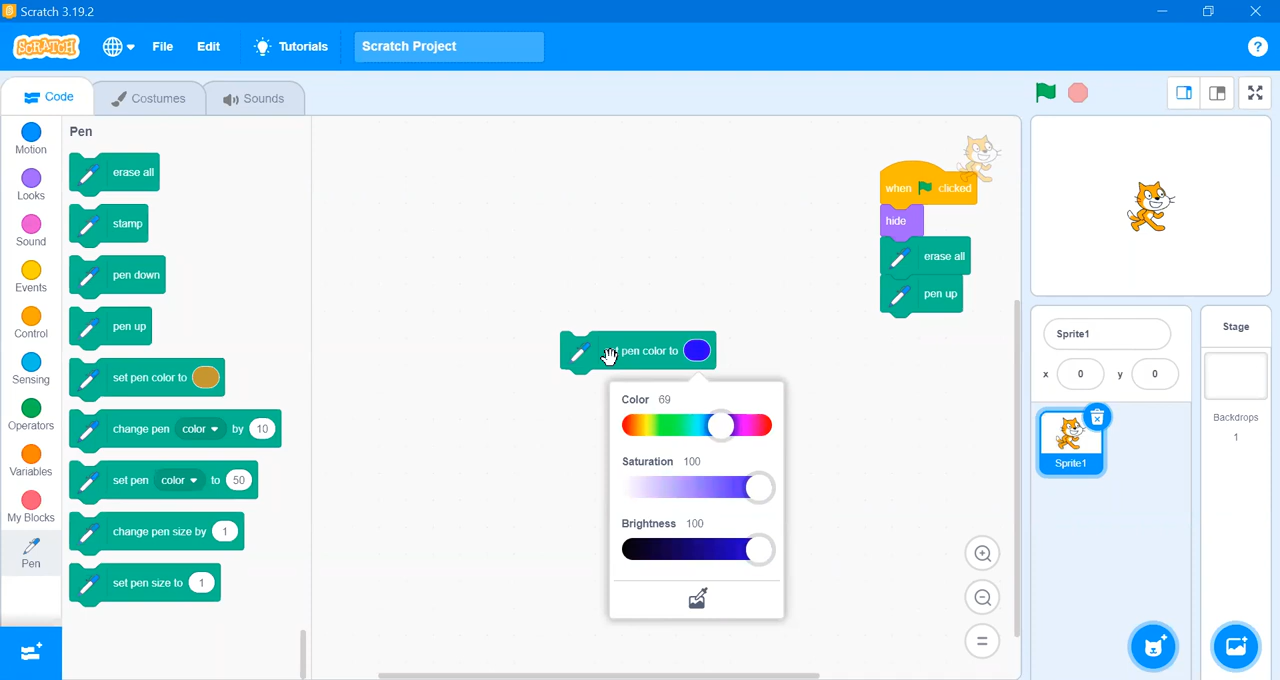 Scratch 3.19.2
SCRATCH File Edit Tutorials Scratch Project ?
Code Costumes Sounds
Motion
Looks
Sound
Events
Control
Sensing
Operators
Variables
My Blocks
Pen
Pen
erase all
stamp
pen down
pen up
set pen color to
change pen color by 10
set pen color to 50
change pen size by 1
set pen size to 1
when clicked
hide
erase all
pen up
pen color to
Color 69
Saturation 100
Brightness 100
Sprite1
x 0 y 0
Sprite1
Stage
Backdrops
1